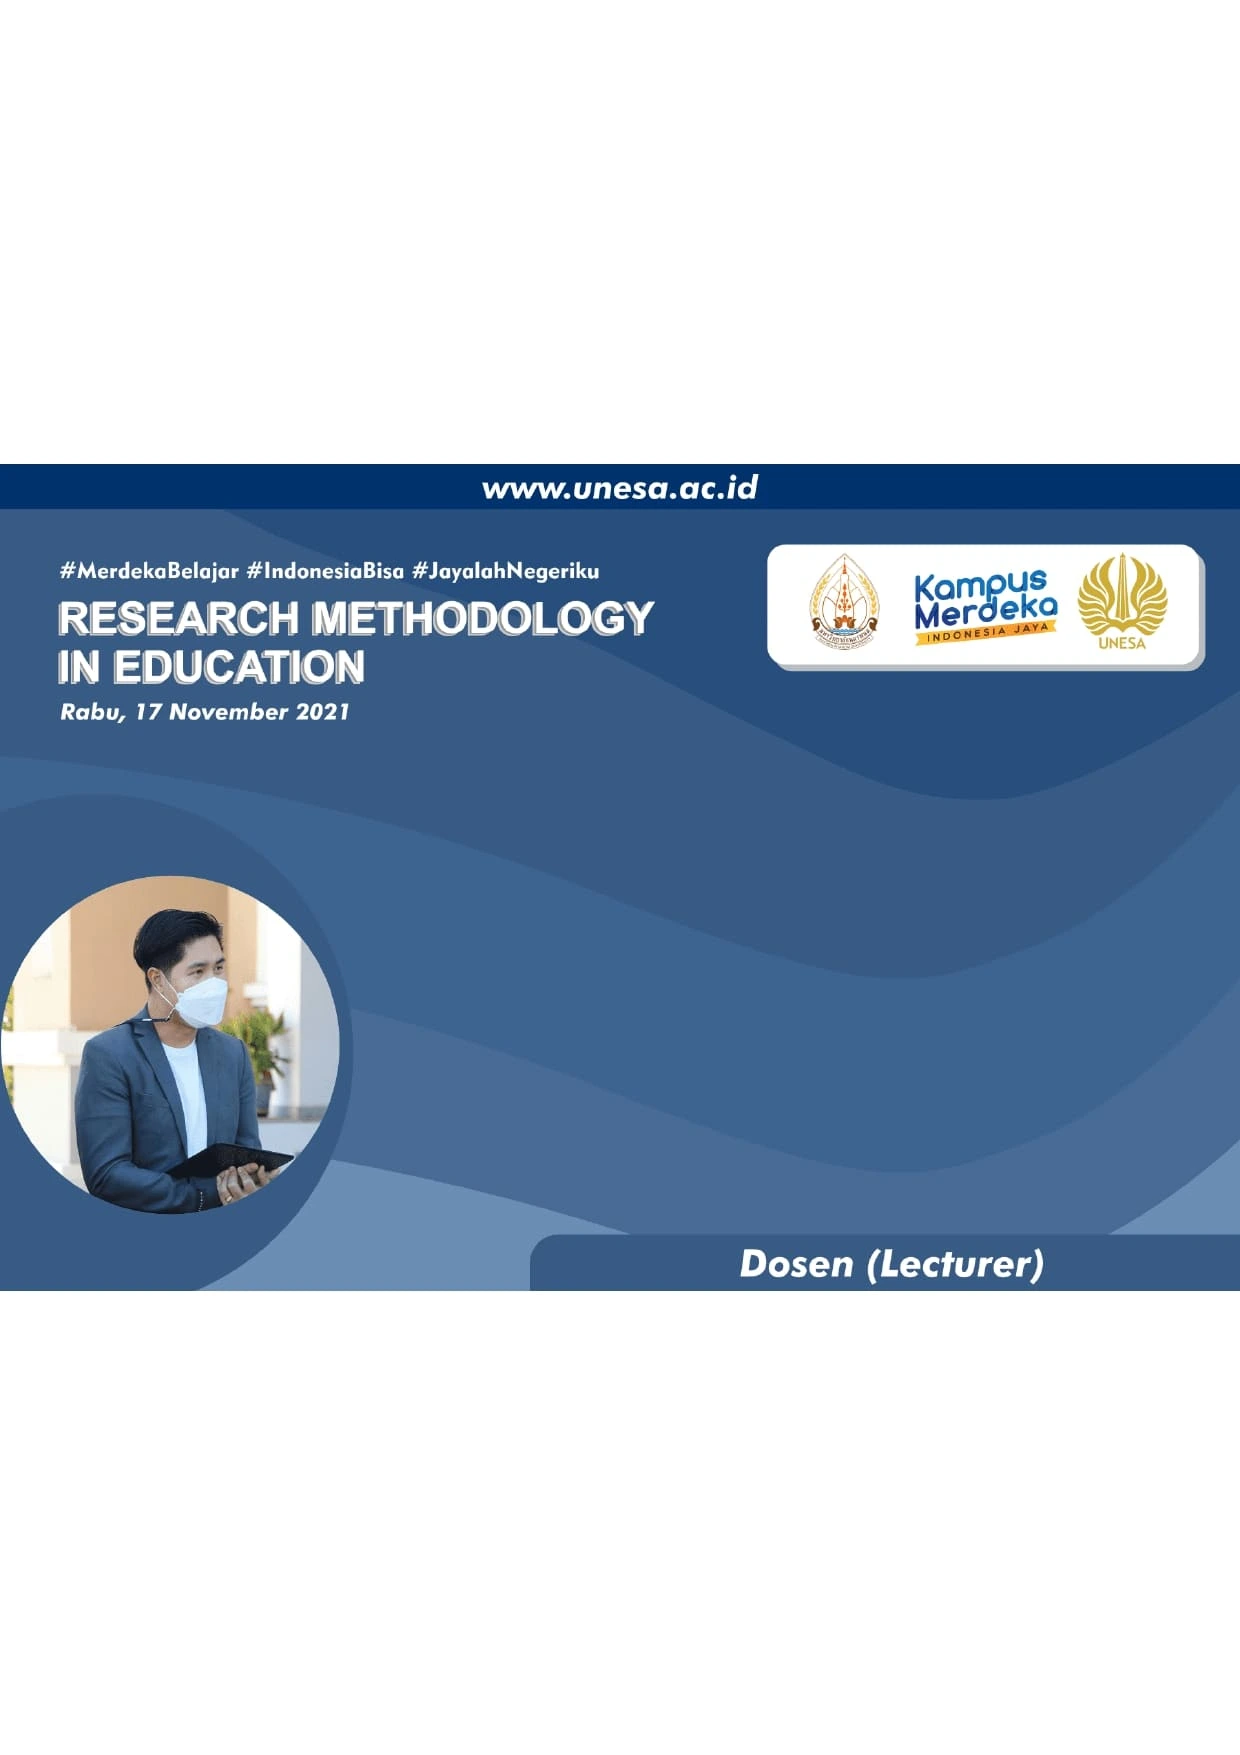 www.unesa.ac.id
#MerdekaBelajar #IndonesiaBisa #JayalahNegeriku
RESEARCH METHODOLOGY
IN EDUCATION
Rabu, 17 November 2021
Kampus
Merdeka
INDONESIA JAYA
UNESA
Dosen (Lecturer)